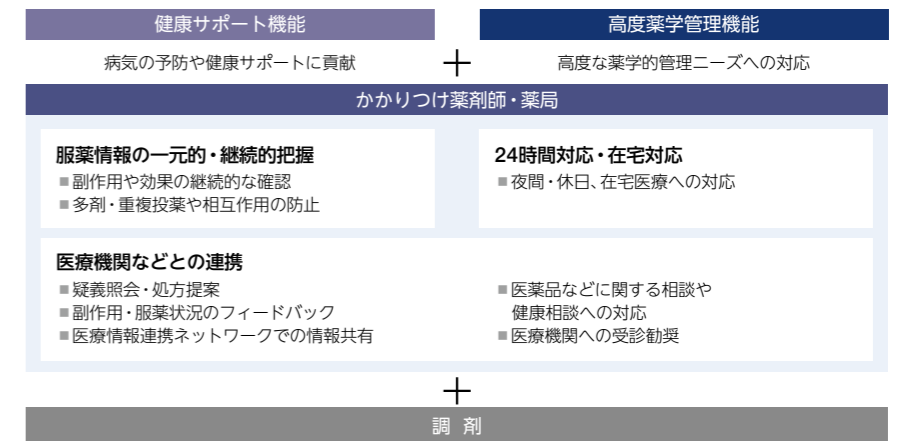 健康サポート機能
高度薬学管理機能
病気の予防や健康サポートに貢献
+
高度な薬学的管理ニーズへの対応
かかりつけ薬剤師・薬局
服薬情報の一元的・継続的把握
■副作用や効果の継続的な確認
■多剤・重複投薬や相互作用の防止
24時間対応・在宅対応
■夜間・休日、在宅医療への対応
医療機関などとの連携
■疑義照会・処方提案
■副作用・服薬状況のフィードバック
■医療情報連携ネットワークでの情報共有
■医薬品などに関する相談や
健康相談への対応
■医療機関への受診勧奨
+
調 剤